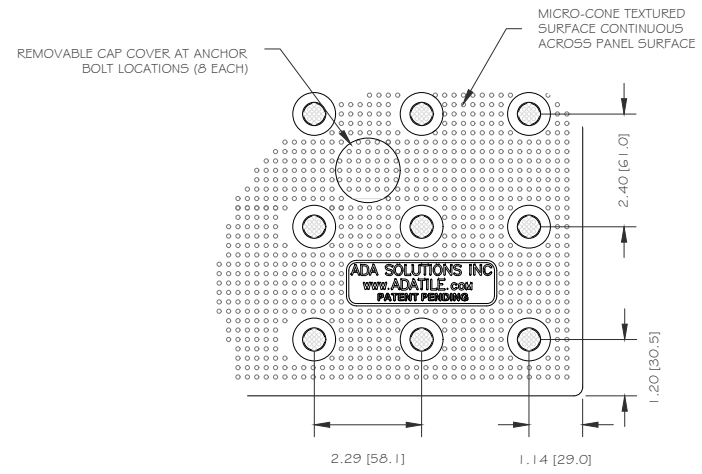 MICRO-CONE TEXTURED
SURFACE CONTINUOUS
ACROSS PANEL SURFACE
REMOVABLE CAP COVER AT ANCHOR
BOLT LOCATIONS (8 EACH)
2.40 [61.0]
ADA SOLUTIONS INC
www.ADATILE.com
PATENT PENDING
1.20 [30.5]
2.29 [58.1]
1.14 [29.0]